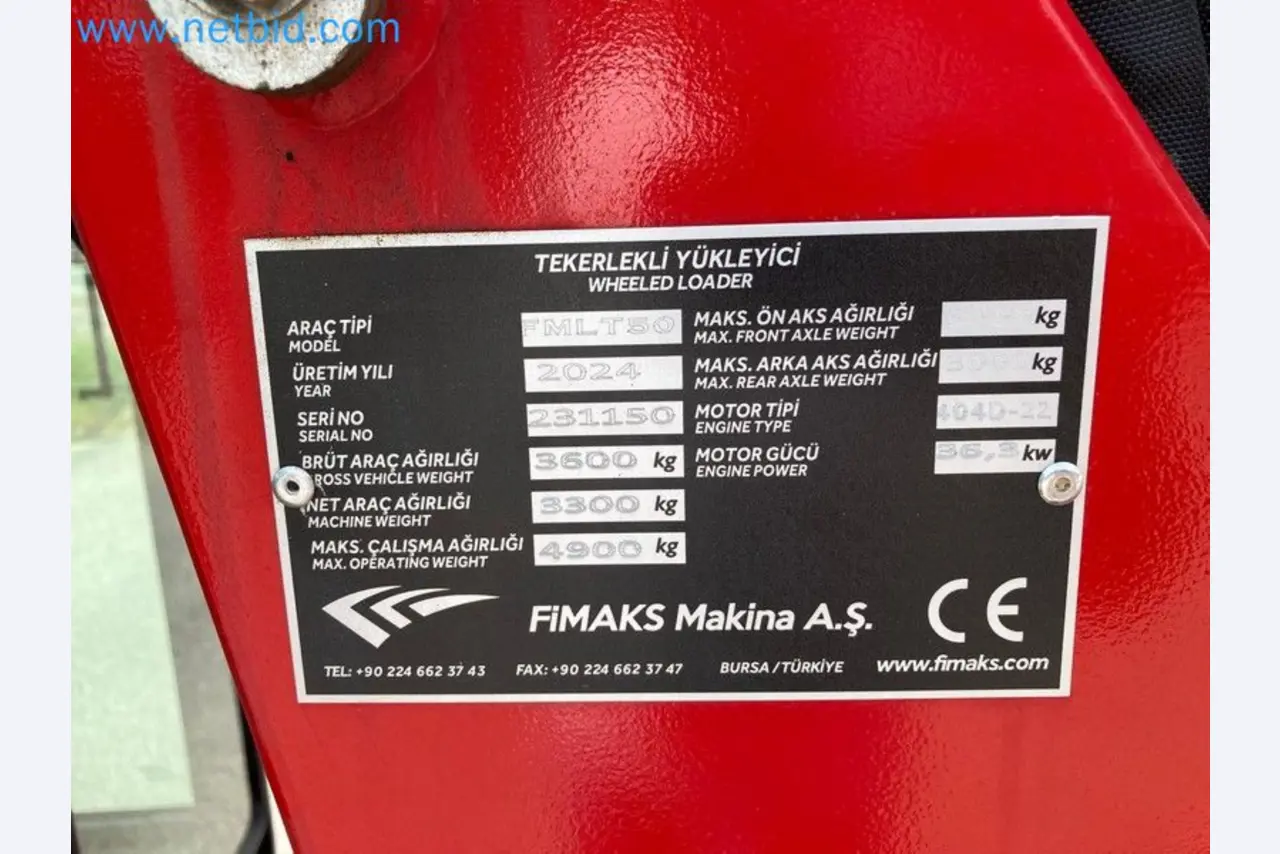 www.netbid.com
TEKERLEKLİ YÜKLEYİCİ
WHEELED LOADER
ARAÇ TİPİ
MODEL
FMLT50
ÜRETİM YILI
YEAR
2024
SERİ NO
SERIAL NO
231150
BRÜT ARAÇ AĞIRLIĞI
GROSS VEHICLE WEIGHT
3600 kg
NET ARAÇ AĞIRLIĞI
MACHINE WEIGHT
3300 kg
MAKS. ÇALIŞMA AĞIRLIĞI
MAX. OPERATING WEIGHT
4900 kg
MAKS. ÖN AKS AĞIRLIĞI
MAX. FRONT AXLE WEIGHT
kg
MAKS. ARKA AKS AĞIRLIĞI
MAX. REAR AXLE WEIGHT
kg
MOTOR TİPİ
ENGINE TYPE
404D-22
MOTOR GÜCÜ
ENGINE POWER
36,3 kw
FiMAKS Makina A.Ş.
CE
TEL: +90 224 662 37 43 FAX: +90 224 662 37 47 BURSA / TÜRKİYE www.fimaks.com